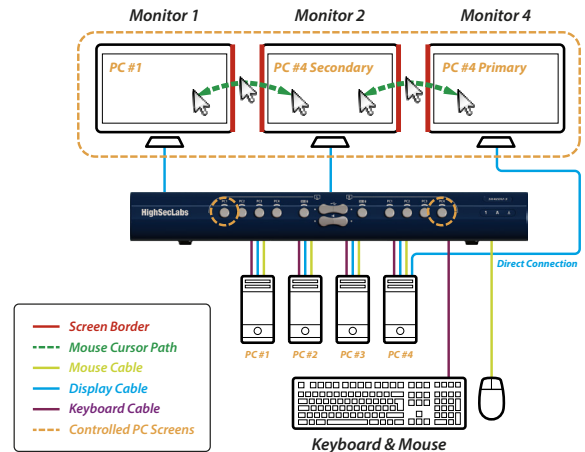 Monitor 1
Monitor 2
Monitor 4
PC #1
PC #4 Secondary
PC #4 Primary
HighSecLabs
Direct Connection
PC #1
PC #2
PC #3
PC #4
Screen Border
Mouse Cursor Path
Mouse Cable
Display Cable
Keyboard Cable
Controlled PC Screens
Keyboard & Mouse